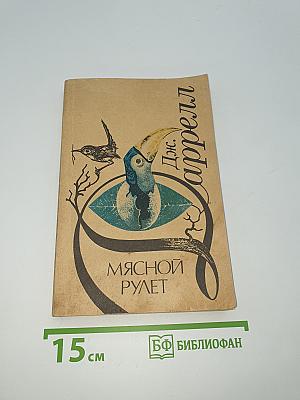 Дж.
Даррелл
МЯСНОЙ
РУЛЕТ
15 см
БФ БИБЛИОФАН